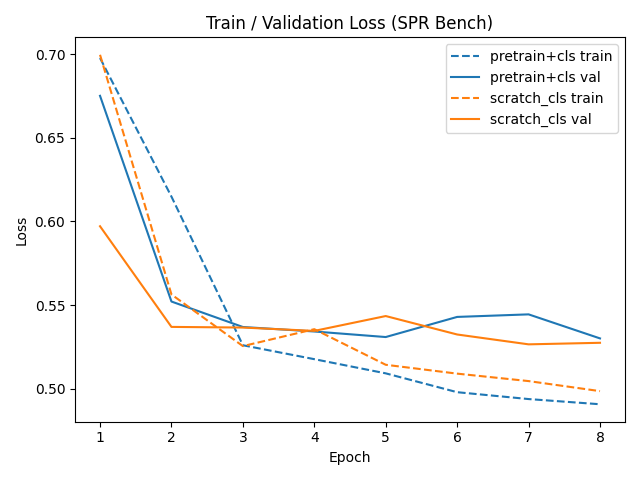 Train / Validation Loss (SPR Bench)
pretrain+cls train
pretrain+cls val
scratch_cls train
scratch_cls val
0.70
0.65
0.60
0.55
0.50
Loss
1 2 3 4 5 6 7 8
Epoch